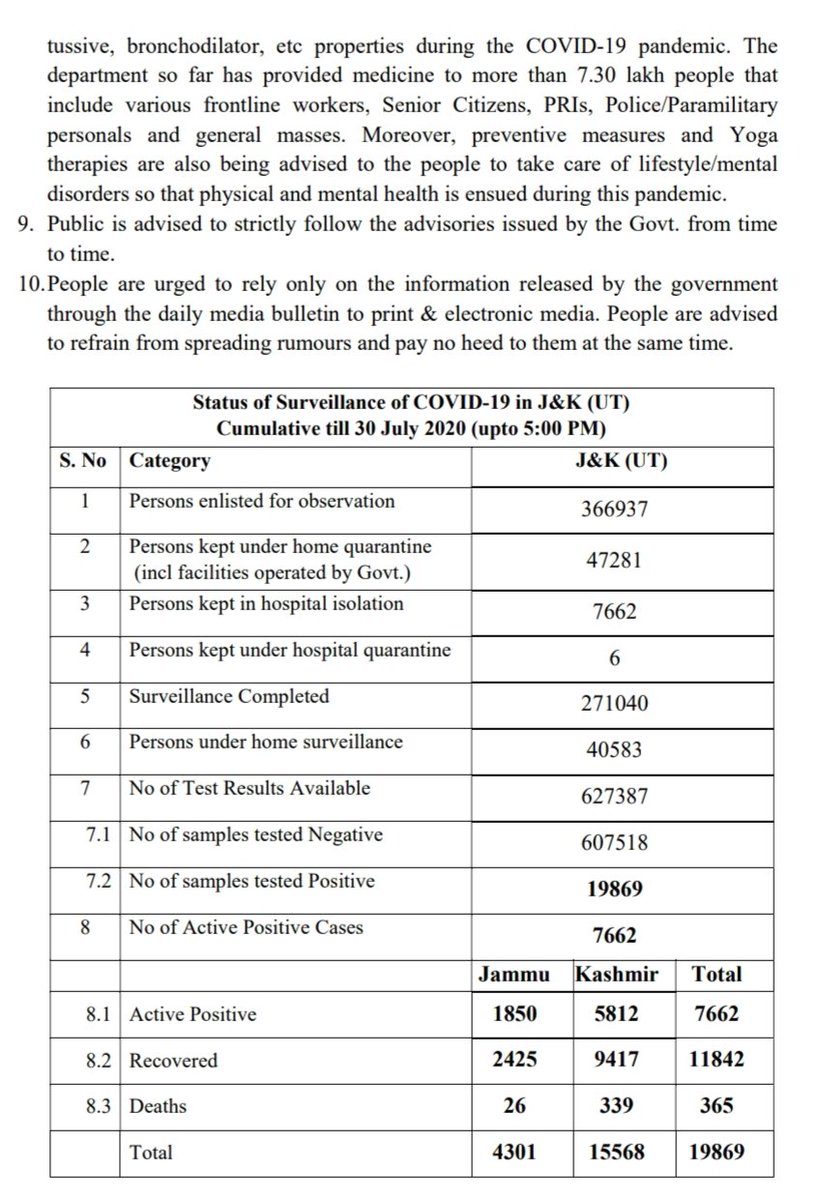 tussive, bronchodilator, etc properties during the COVID-19 pandemic. The
department so far has provided medicine to more than 7.30 lakh people that
include various frontline workers, Senior Citizens, PRIs, Police/Paramilitary
personals and general masses. Moreover, preventive measures and Yoga
therapies are also being advised to the people to take care of lifestyle/mental
disorders so that physical and mental health is ensued during this pandemic.
9. Public is advised to strictly follow the advisories issued by the Govt. from time
to time.
10.People are urged to rely only on the information released by the government
through the daily media bulletin to print & electronic media. People are advised
to refrain from spreading rumours and pay no heed to them at the same time.
Status of Surveillance of COVID-19 in J&K (UT)
Cumulative till 30 July 2020 (upto 5:00 PM)
S. No Category J&K (UT)
1 Persons enlisted for observation 366937
2 Persons kept under home quarantine
(incl facilities operated by Govt.) 47281
3 Persons kept in hospital isolation 7662
4 Persons kept under hospital quarantine 6
5 Surveillance Completed 271040
6 Persons under home surveillance 40583
7 No of Test Results Available 627387
7.1 No of samples tested Negative 607518
7.2 No of samples tested Positive 19869
8 No of Active Positive Cases 7662
Jammu Kashmir Total
8.1 Active Positive 1850 5812 7662
8.2 Recovered 2425 9417 11842
8.3 Deaths 26 339 365
Total 4301 15568 19869